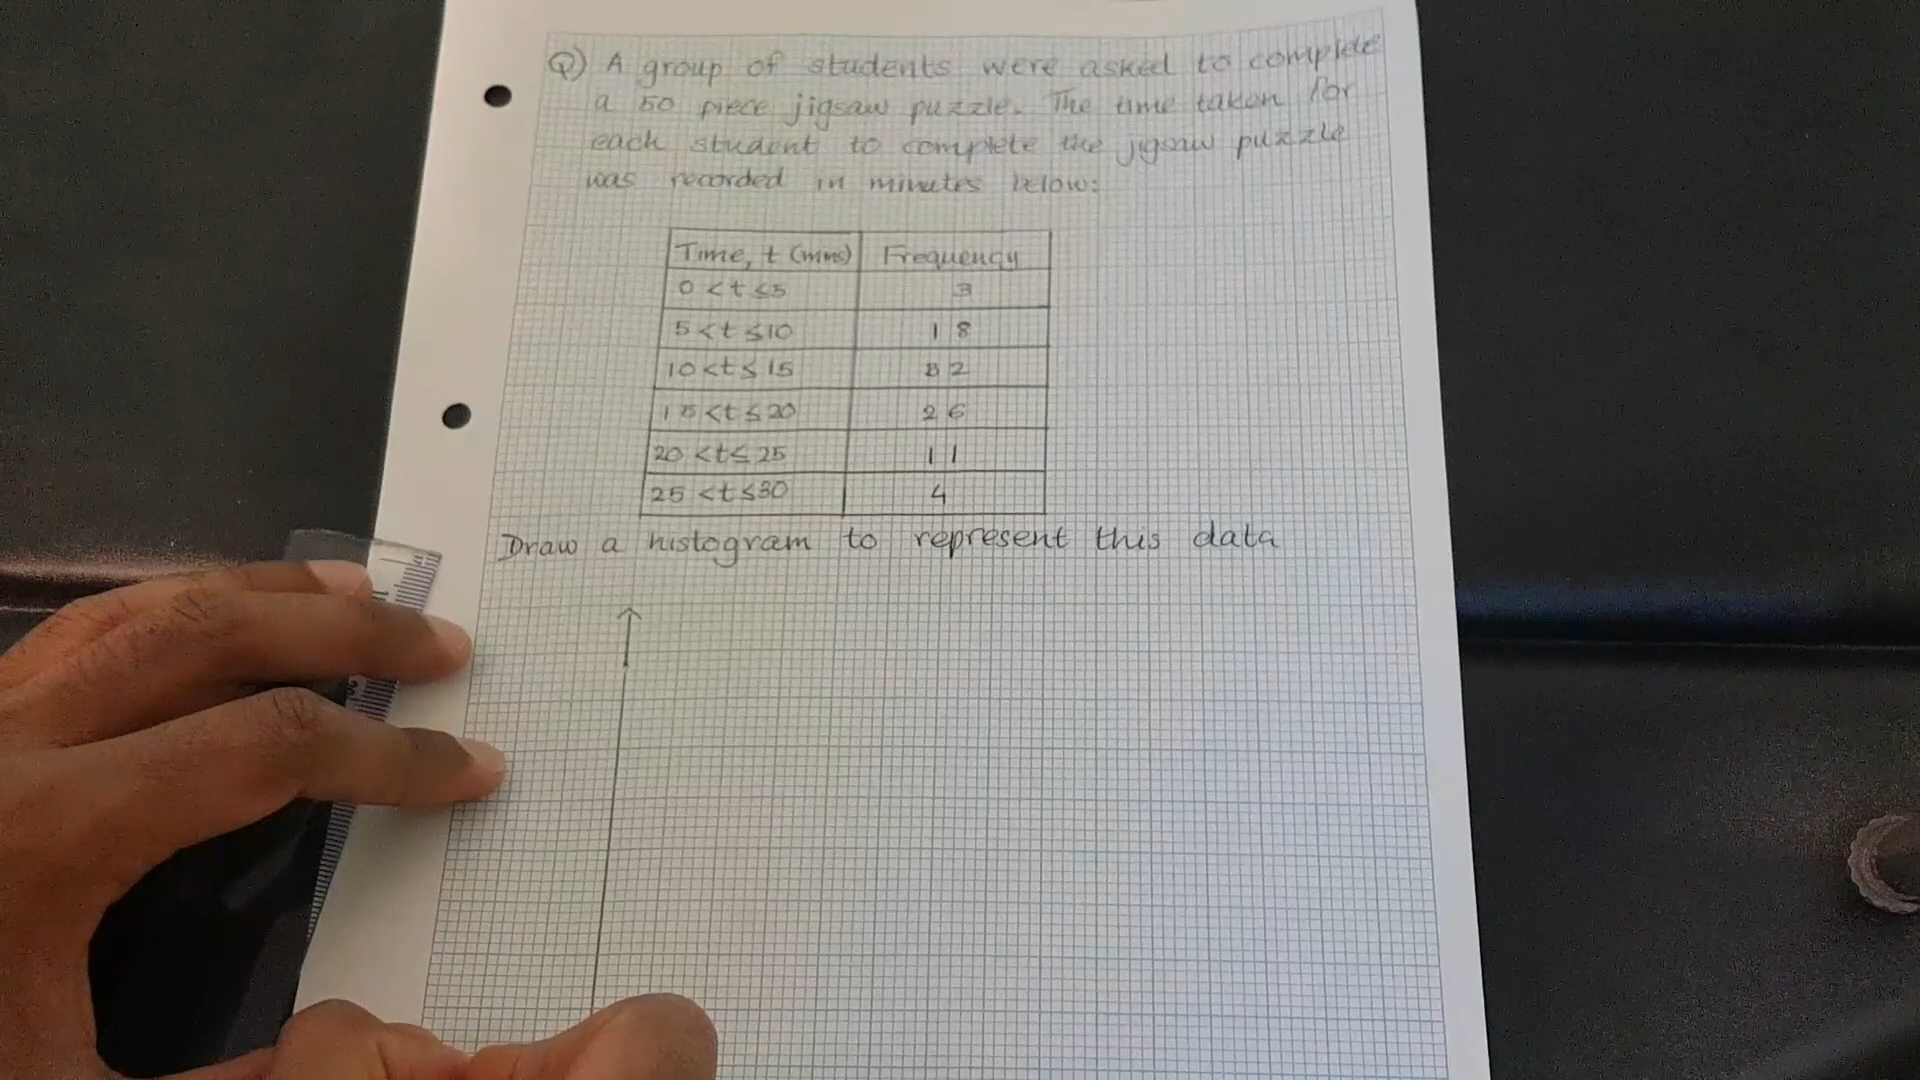 Q) A group of students were asked to complete
a 50 piece jigsaw puzzle. The time taken for
each student to complete the jigsaw puzzle
was recorded in minutes below:
Time, t (mins) Frequency
0 < t ≤ 5 3
5 < t ≤ 10 18
10 < t ≤ 15 32
15 < t ≤ 20 26
20 < t ≤ 25 11
25 < t ≤ 30 4
Draw a histogram to represent this data